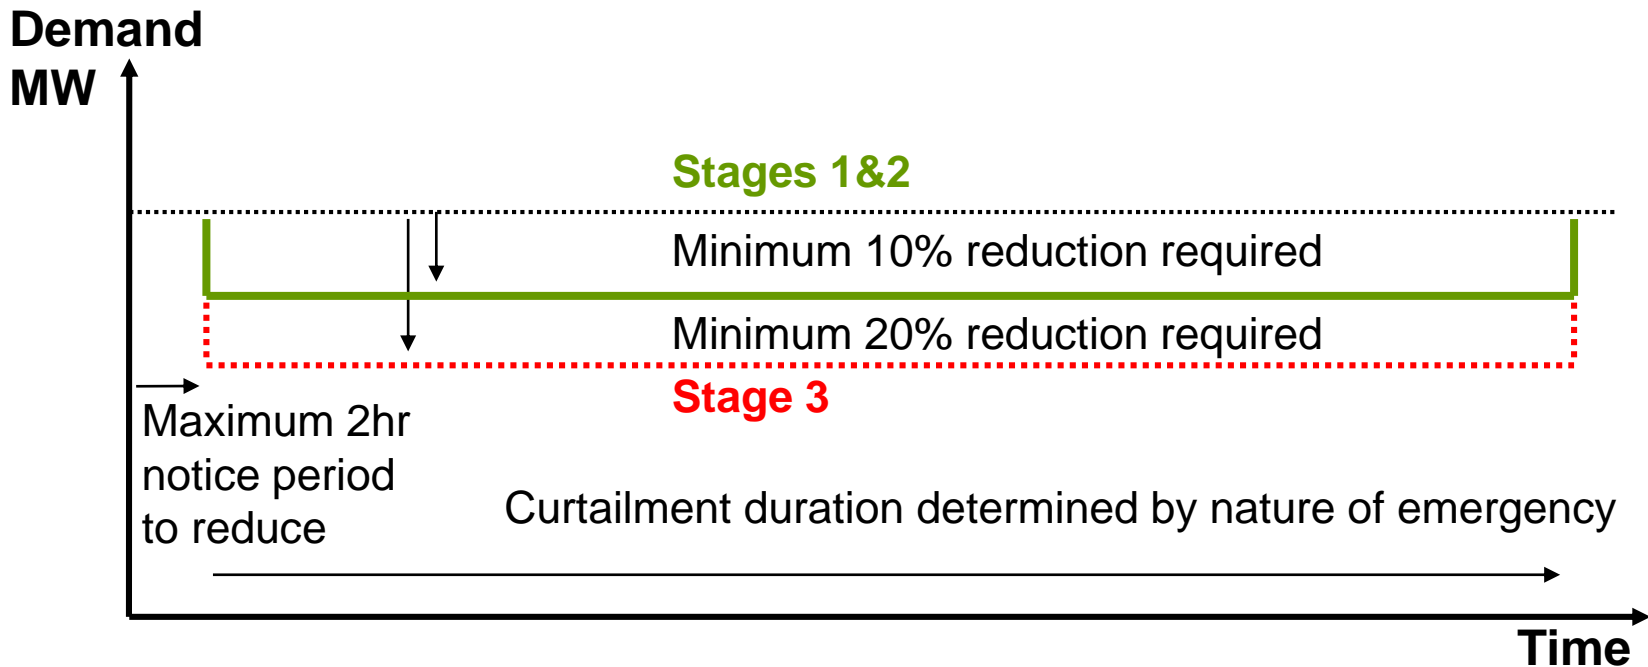 Demand
MW
Stages 1&2
Minimum 10% reduction required
Minimum 20% reduction required
Stage 3
Maximum 2hr
notice period
to reduce
Curtailment duration determined by nature of emergency
Time